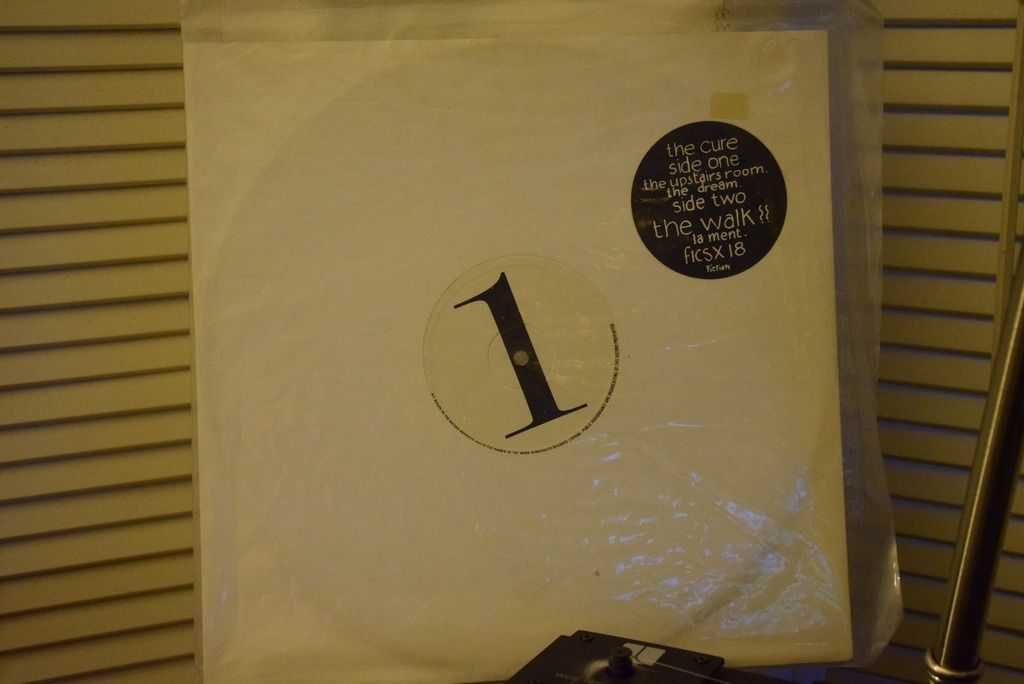 the cure
side one
the upstairs room.
the dream.
side two
the walk
la ment.
ficsx 18
Fiction
1